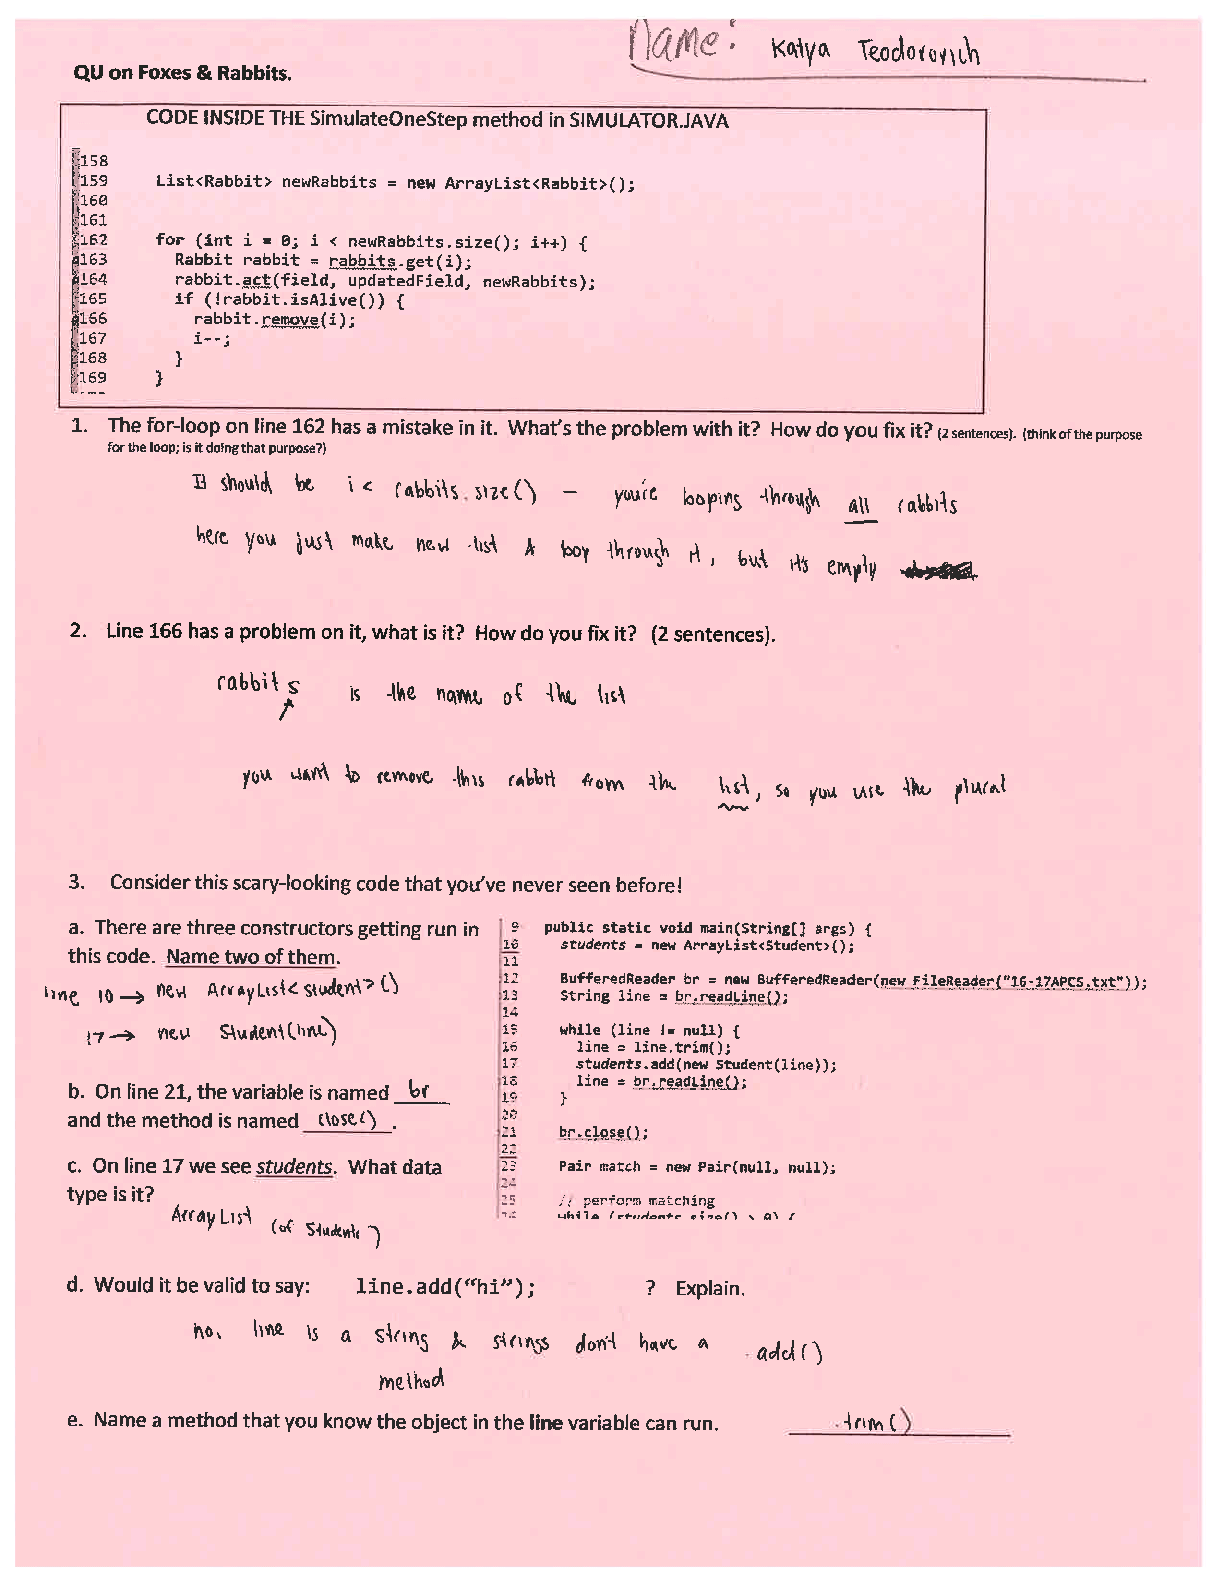 Name: Katya Teodorovich
QU on Foxes & Rabbits.
CODE INSIDE THE SimulateOneStep method in SIMULATOR.JAVA
158
159 List<Rabbit> newRabbits = new ArrayList<Rabbit>();
160
161
162 for (int i = 0; i < newRabbits.size(); i++) {
163 Rabbit rabbit = rabbits.get(i);
164 rabbit.act(field, updatedField, newRabbits);
165 if (!rabbit.isAlive()) {
166 rabbit.remove(i);
167 i--;
168 }
169 }
1. The for-loop on line 162 has a mistake in it. What's the problem with it? How do you fix it? (2 sentences). (think of the purpose
for the loop; is it doing that purpose?)
It should be i < rabbits.size() – you're looping through all rabbits
here you just make new list & loop through it, but it's empty
2. Line 166 has a problem on it, what is it? How do you fix it? (2 sentences).
rabbits is the name of the list
you want to remove this rabbit from the list, so you use the plural
3. Consider this scary-looking code that you've never seen before!
a. There are three constructors getting run in
this code. Name two of them.
line 10 → new ArrayList<Student>()
17 → new Student(line)
b. On line 21, the variable is named br
and the method is named close().
c. On line 17 we see students. What data
type is it?
ArrayList (of Students)
9 public static void main(String[] args) {
10 students = new ArrayList<Student>();
11
12 BufferedReader br = new BufferedReader(new FileReader("16-17APCS.txt"));
13 String line = br.readLine();
14
15 while (line != null) {
16 line = line.trim();
17 students.add(new Student(line));
18 line = br.readLine();
19 }
20
21 br.close();
22
23 Pair match = new Pair(null, null);
24
25 // perform matching
while (students.size() > 0) {
d. Would it be valid to say: line.add("hi"); ? Explain.
no. line is a string & strings don't have a .add()
method
e. Name a method that you know the object in the line variable can run. .trim()